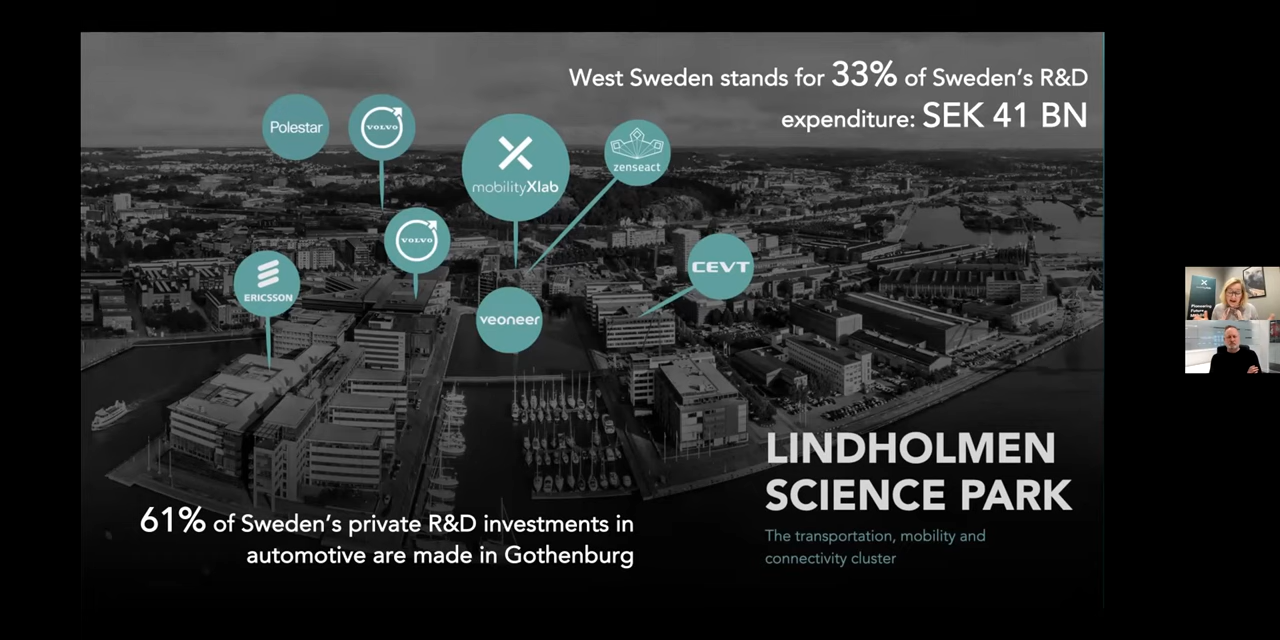 West Sweden stands for 33% of Sweden's R&D
expenditure: SEK 41 BN
Polestar
VOLVO
mobilityXlab
zenseact
VOLVO
CEVT
ERICSSON
veoneer
LINDHOLMEN
SCIENCE PARK
The transportation, mobility and
connectivity cluster
61% of Sweden's private R&D investments in
automotive are made in Gothenburg